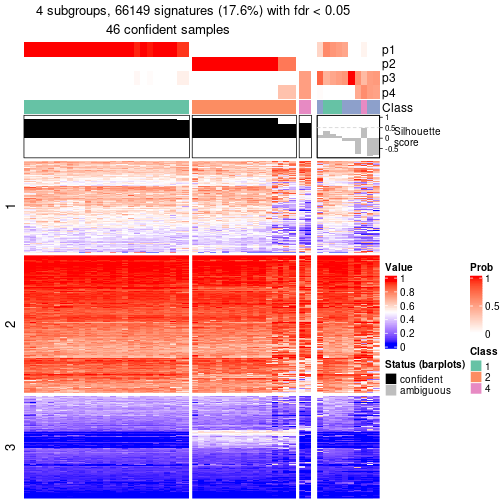 4 subgroups, 66149 signatures (17.6%) with fdr < 0.05
46 confident samples
p1
p2
p3
p4
Class
1
0.5
0
-0.5
Silhouette
score
1
2
3
Value
1
0.8
0.6
0.4
0.2
0
Prob
1
0.5
0
Status (barplots)
confident
ambiguous
Class
1
2
4